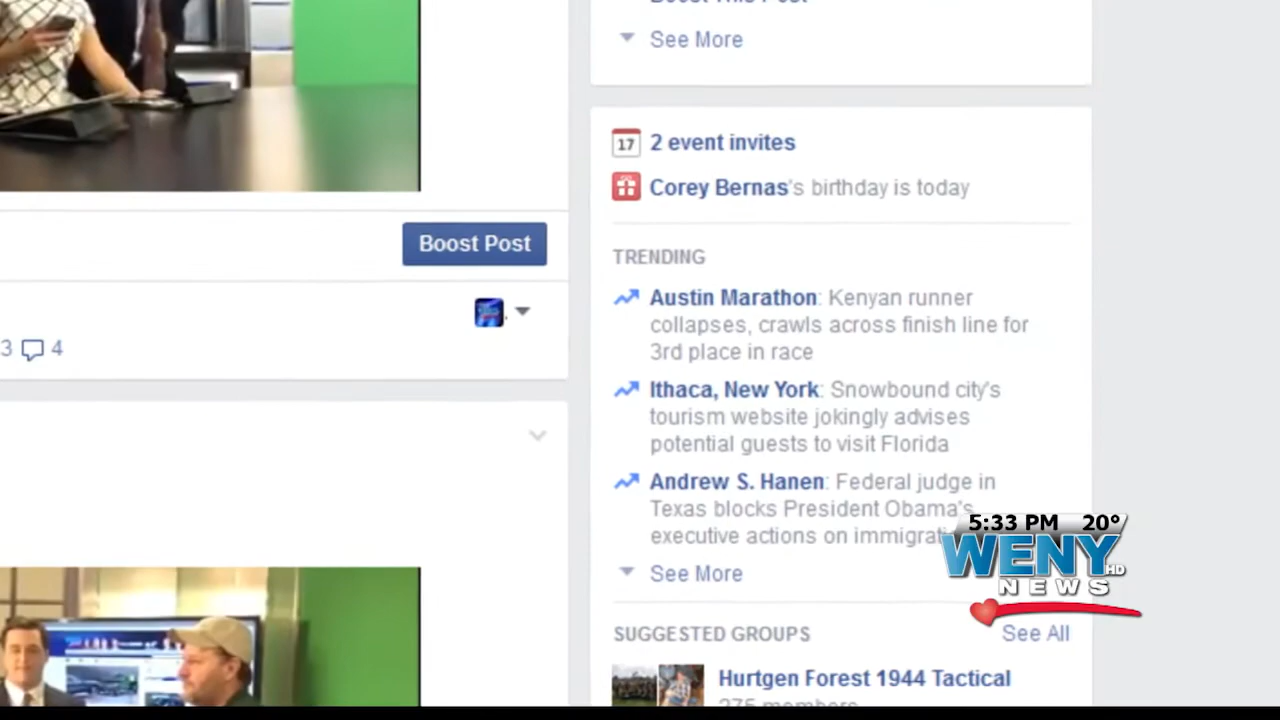 Boost This Post
See More
17
2 event invites
Corey Bernas's birthday is today
Boost Post
TRENDING
Austin Marathon: Kenyan runner
collapses, crawls across finish line for
3rd place in race
3 4
Ithaca, New York: Snowbound city's
tourism website jokingly advises
potential guests to visit Florida
Andrew S. Hanen: Federal judge in
Texas blocks President Obama's
executive actions on
See More
5:33 PM 20°
WENY
HD
NEWS
SUGGESTED GROUPS
See All
Hurtgen Forest 1944 Tactical